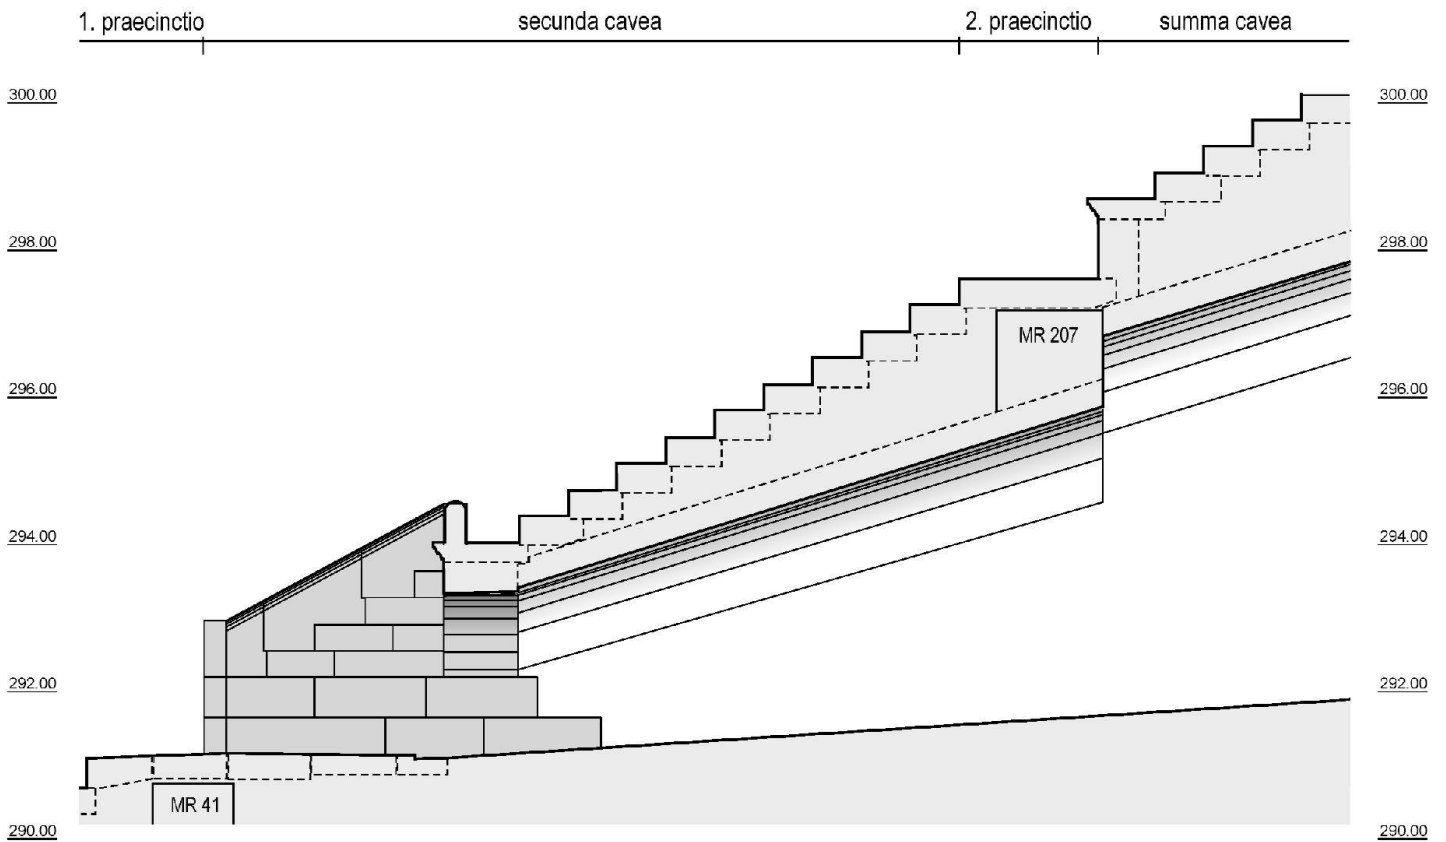 1. praecinctio secunda cavea 2. praecinctio summa cavea
300.00 300.00
298.00 298.00
MR 207
296.00 296.00
294.00 294.00
292.00 292.00
MR 41
290.00 290.00